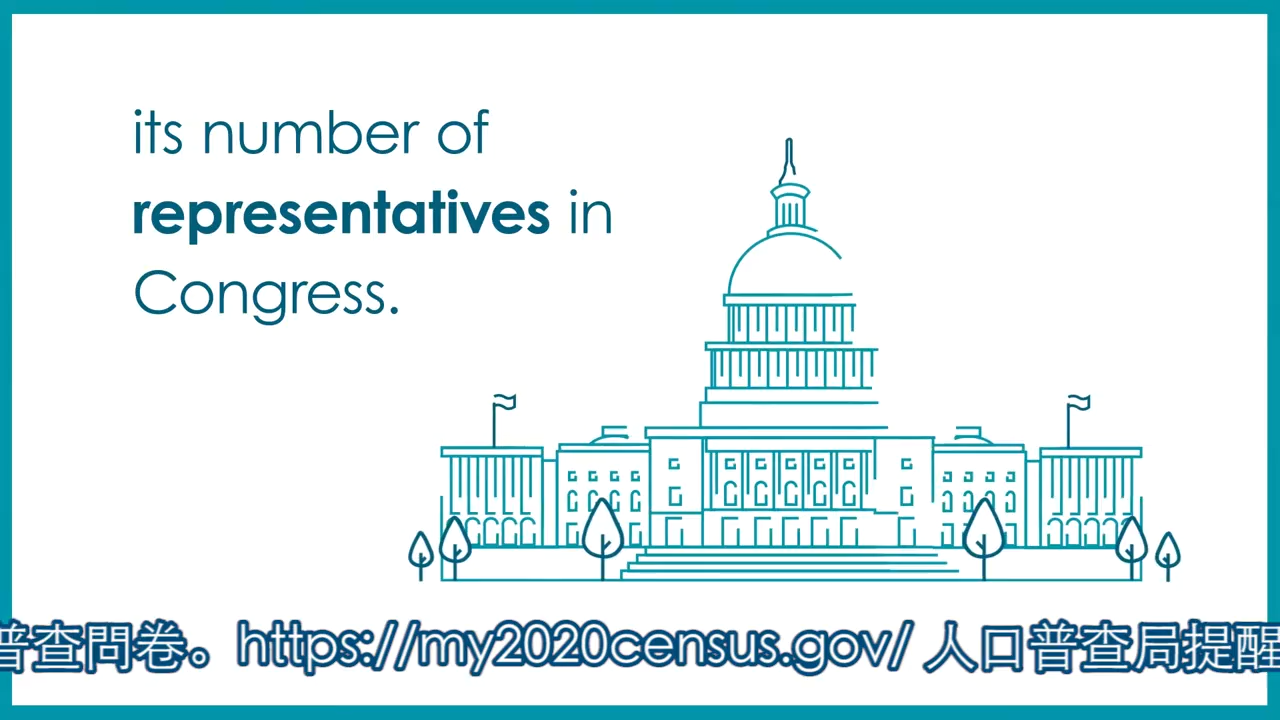 its number of
representatives in
Congress.
普查問卷。https://my2020census.gov/ 人口普查局提醒